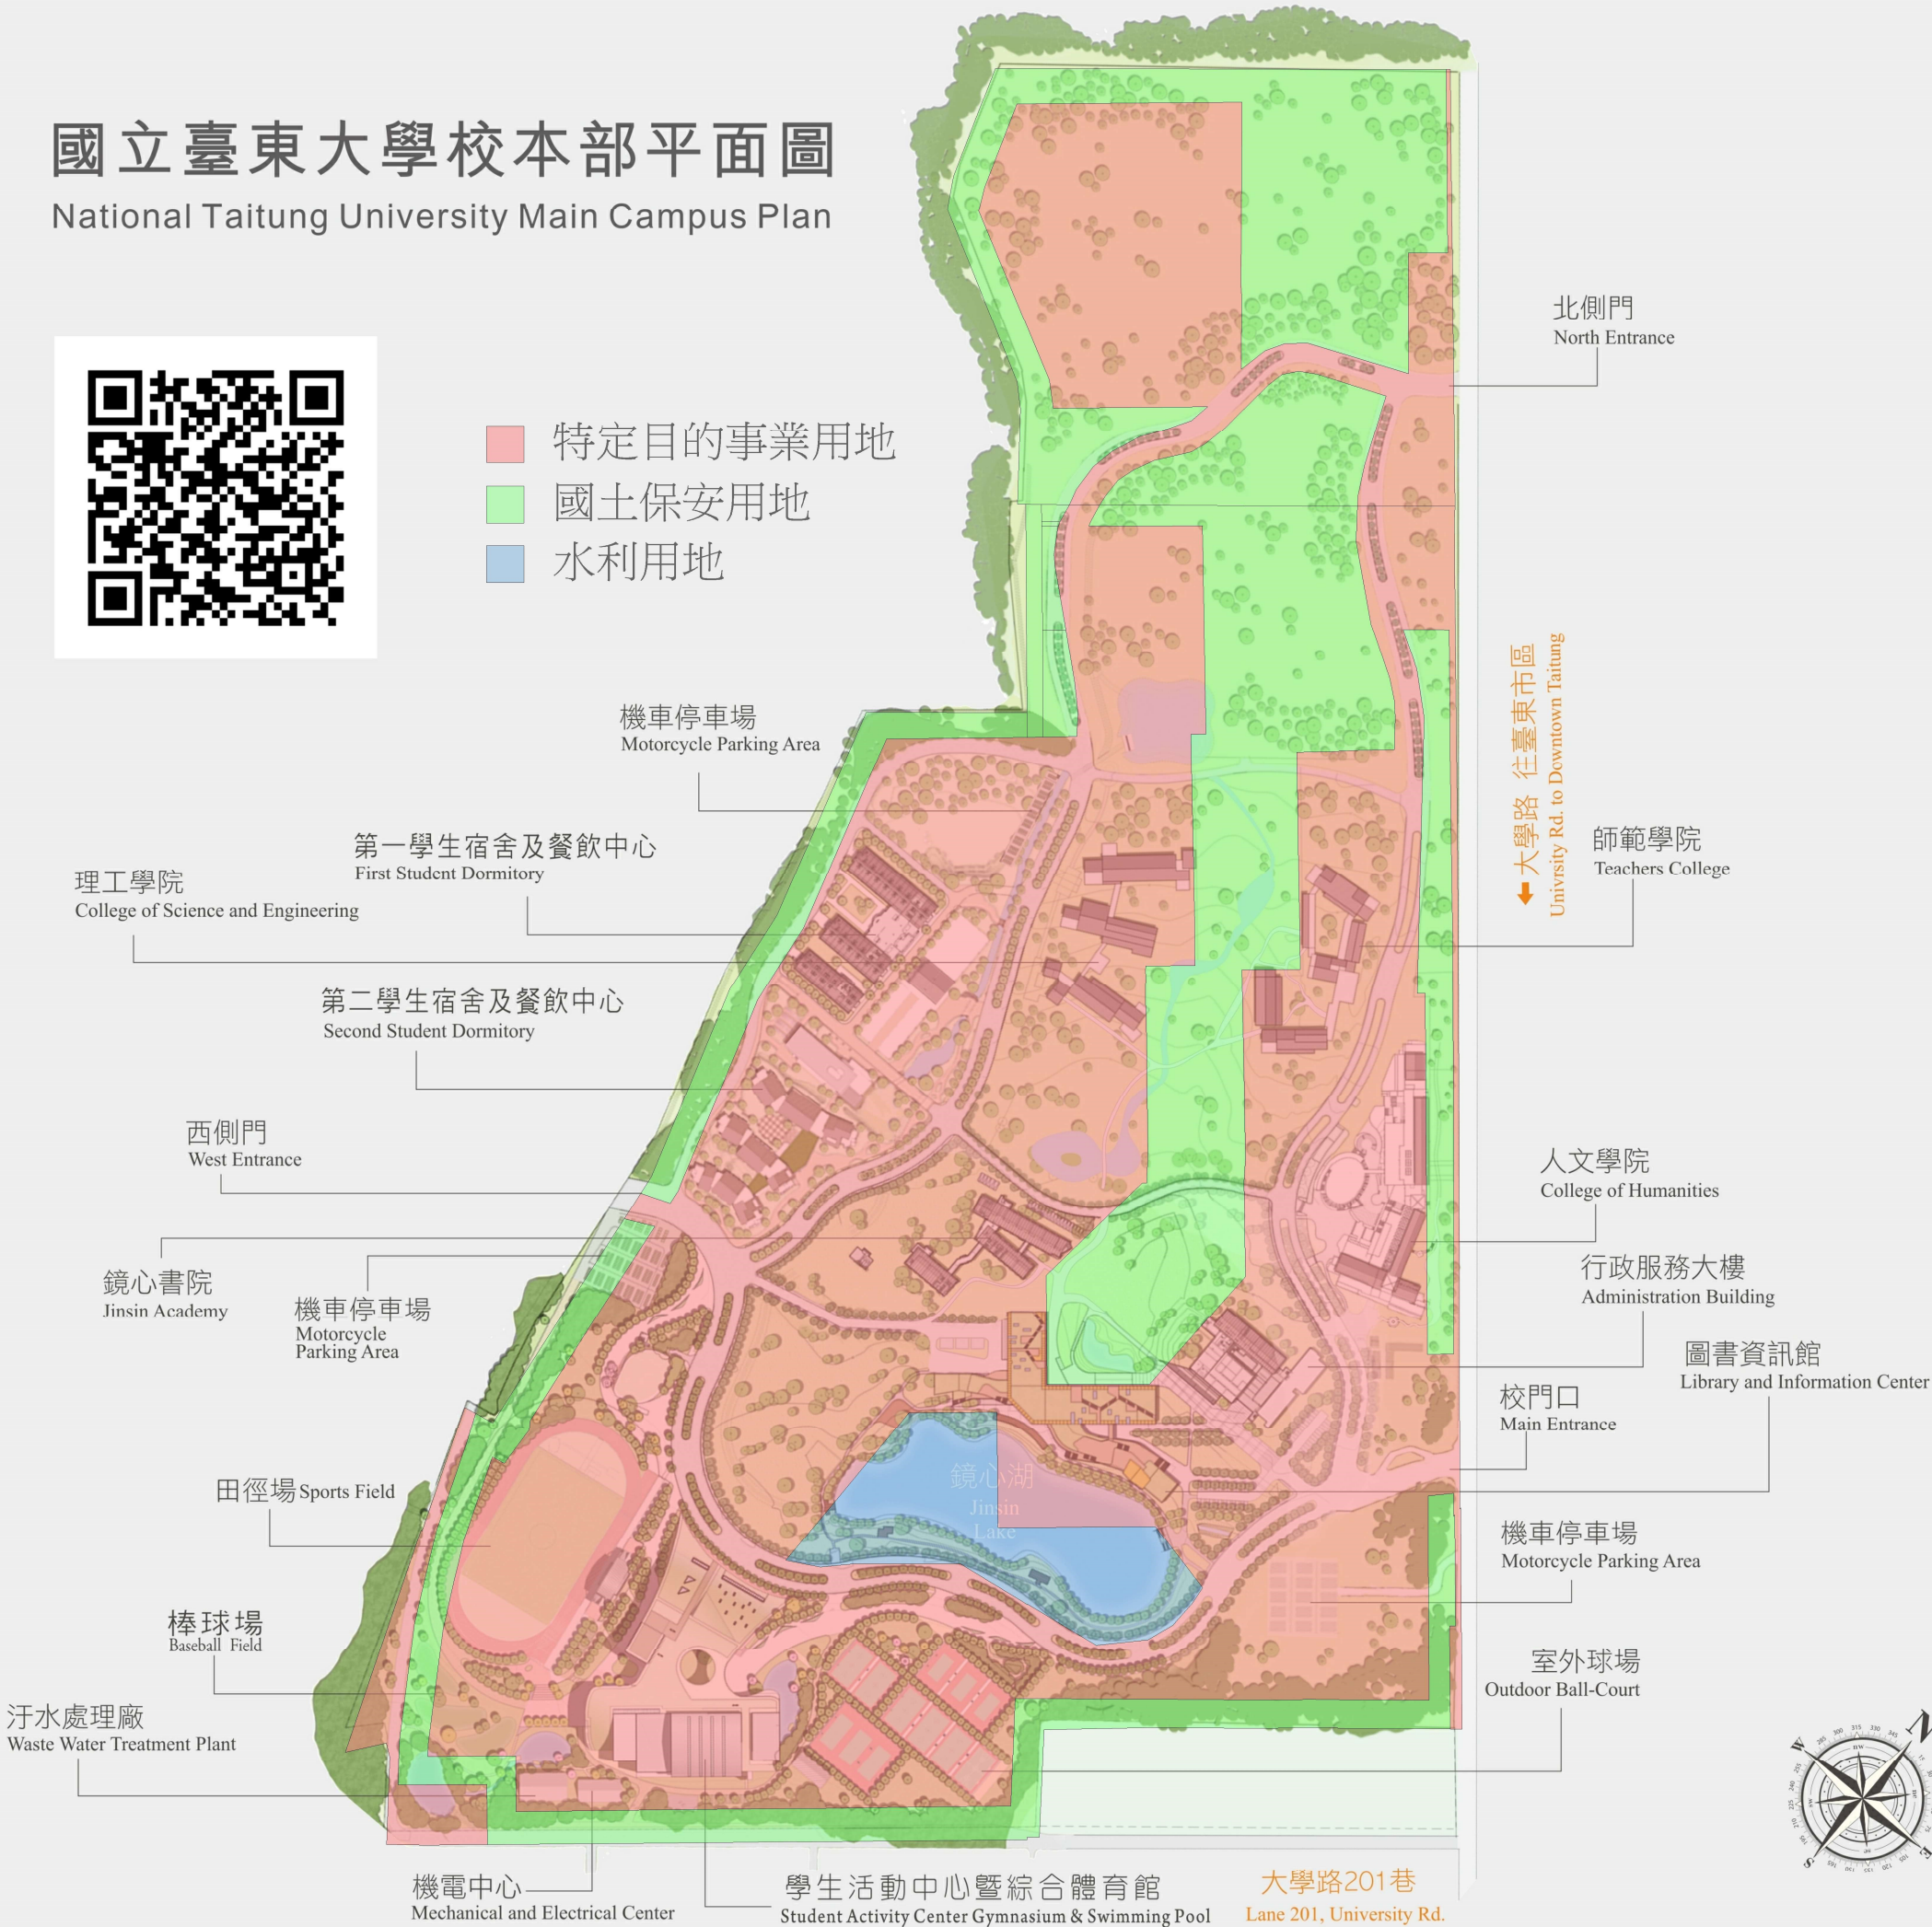 國立臺東大學校本部平面圖
National Taitung University Main Campus Plan
特定目的事業用地
國土保安用地
水利用地
北側門
North Entrance
大學路 往臺東市區
Univrsity Rd. to Downtown Taitung
機車停車場
Motorcycle Parking Area
第一學生宿舍及餐飲中心
First Student Dormitory
師範學院
Teachers College
理工學院
College of Science and Engineering
第二學生宿舍及餐飲中心
Second Student Dormitory
西側門
West Entrance
人文學院
College of Humanities
鏡心書院
Jinsin Academy
機車停車場
Motorcycle
Parking Area
行政服務大樓
Administration Building
圖書資訊館
Library and Information Center
校門口
Main Entrance
鏡心湖
Jinsin
Lake
田徑場 Sports Field
機車停車場
Motorcycle Parking Area
棒球場
Baseball Field
室外球場
Outdoor Ball-Court
汙水處理廠
Waste Water Treatment Plant
N
W
E
S
機電中心
Mechanical and Electrical Center
學生活動中心暨綜合體育館
Student Activity Center Gymnasium & Swimming Pool
大學路201巷
Lane 201, University Rd.